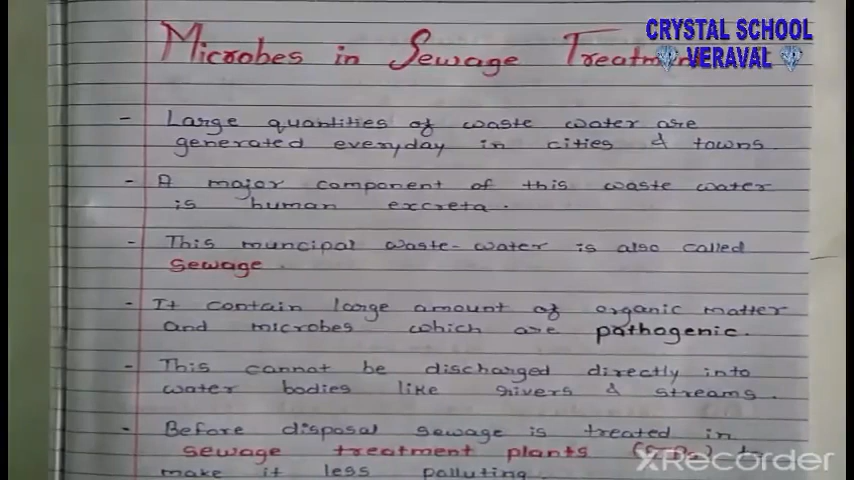 Microbes in Sewage Treatmen
CRYSTAL SCHOOL
VERAVAL
- Large quantities of waste water are
generated everyday in cities & towns
- A major component of this waste water
is human excreta.
- This muncipal waste-water is also called
sewage.
- It contain large amount of organic matter
and microbes which are pathogenic.
- This cannot be discharged directly into
water bodies like rivers & streams.
- Before disposal sewage is treated in
sewage treatment plants
make it less polluting.
XRecorder